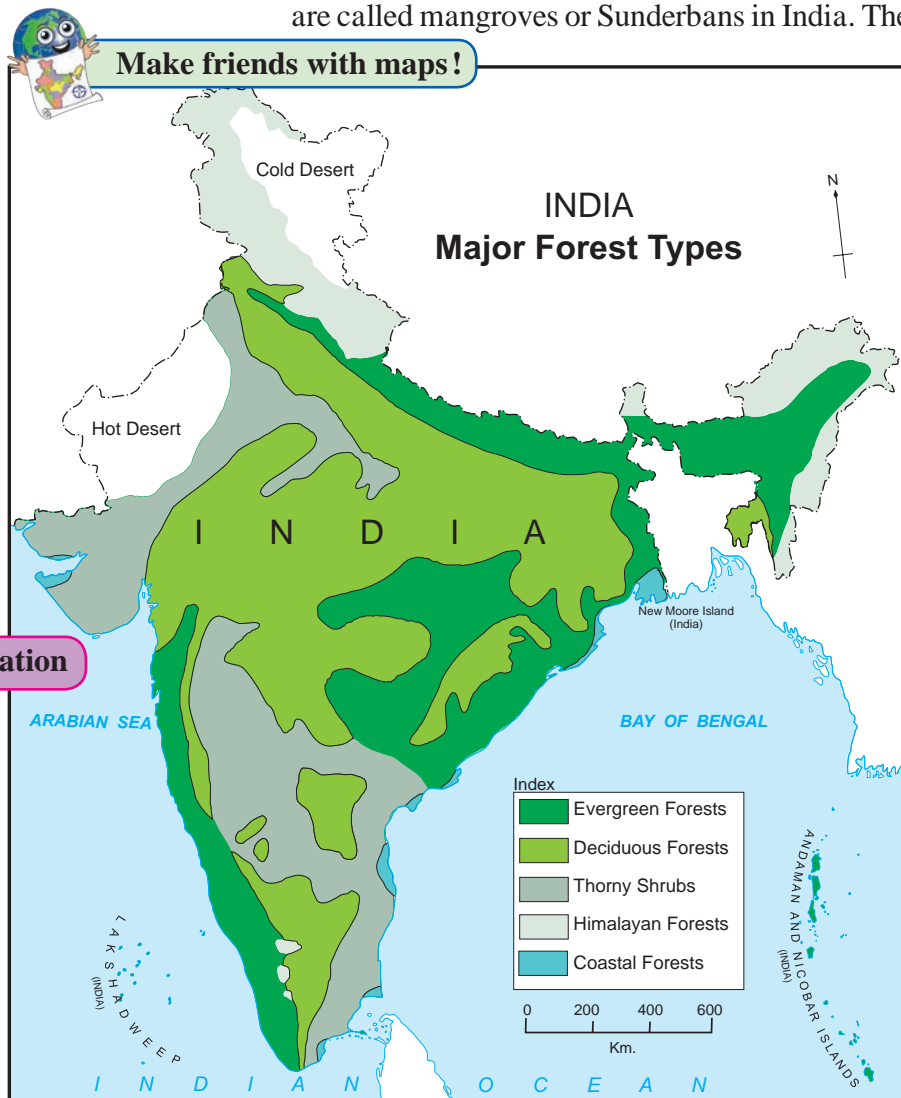 are called mangroves or Sunderbans in India. The
Make friends with maps!
INDIA
Major Forest Types
N
Cold Desert
Hot Desert
I N D I A
New Moore Island
(India)
ation
ARABIAN SEA
BAY OF BENGAL
Index
Evergreen Forests
Deciduous Forests
Thorny Shrubs
Himalayan Forests
Coastal Forests
0 200 400 600
Km.
LAKSHADWEEP
(INDIA)
ANDAMAN AND NICOBAR ISLANDS
(INDIA)
I N D I A N O C E A N